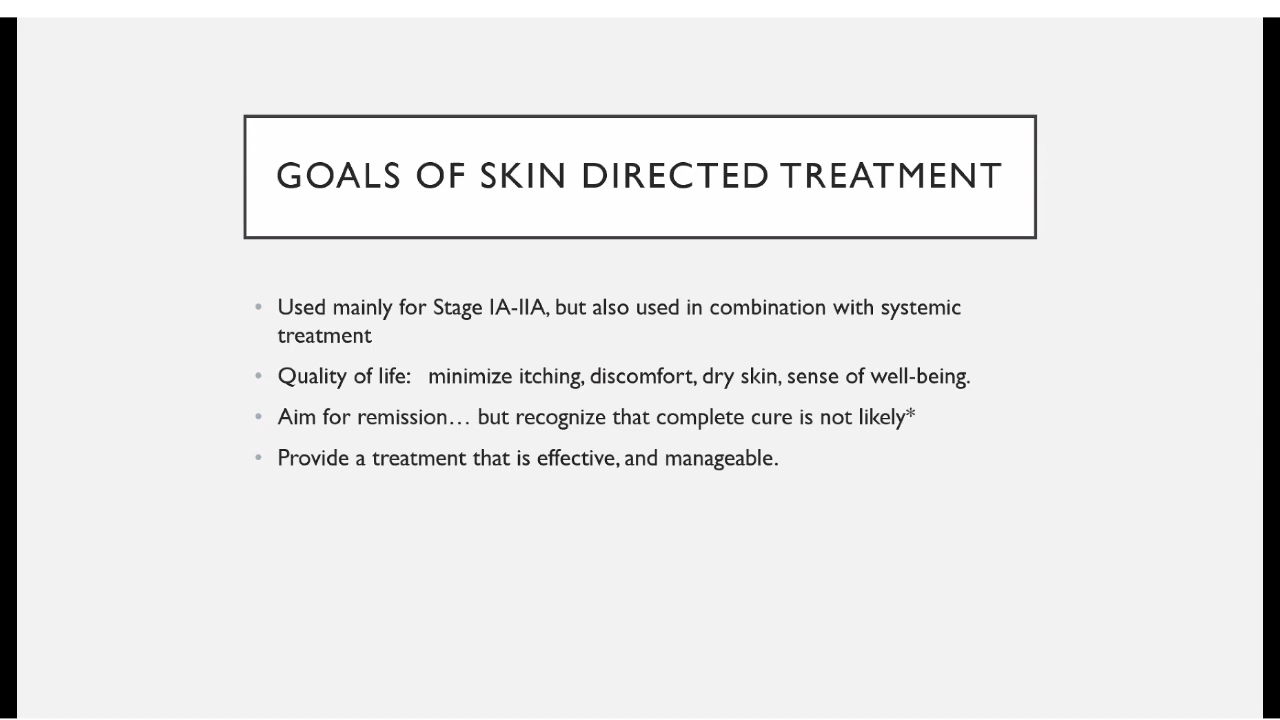 GOALS OF SKIN DIRECTED TREATMENT
• Used mainly for Stage IA-IIA, but also used in combination with systemic
treatment
• Quality of life:   minimize itching, discomfort, dry skin, sense of well-being.
• Aim for remission… but recognize that complete cure is not likely*
• Provide a treatment that is effective, and manageable.